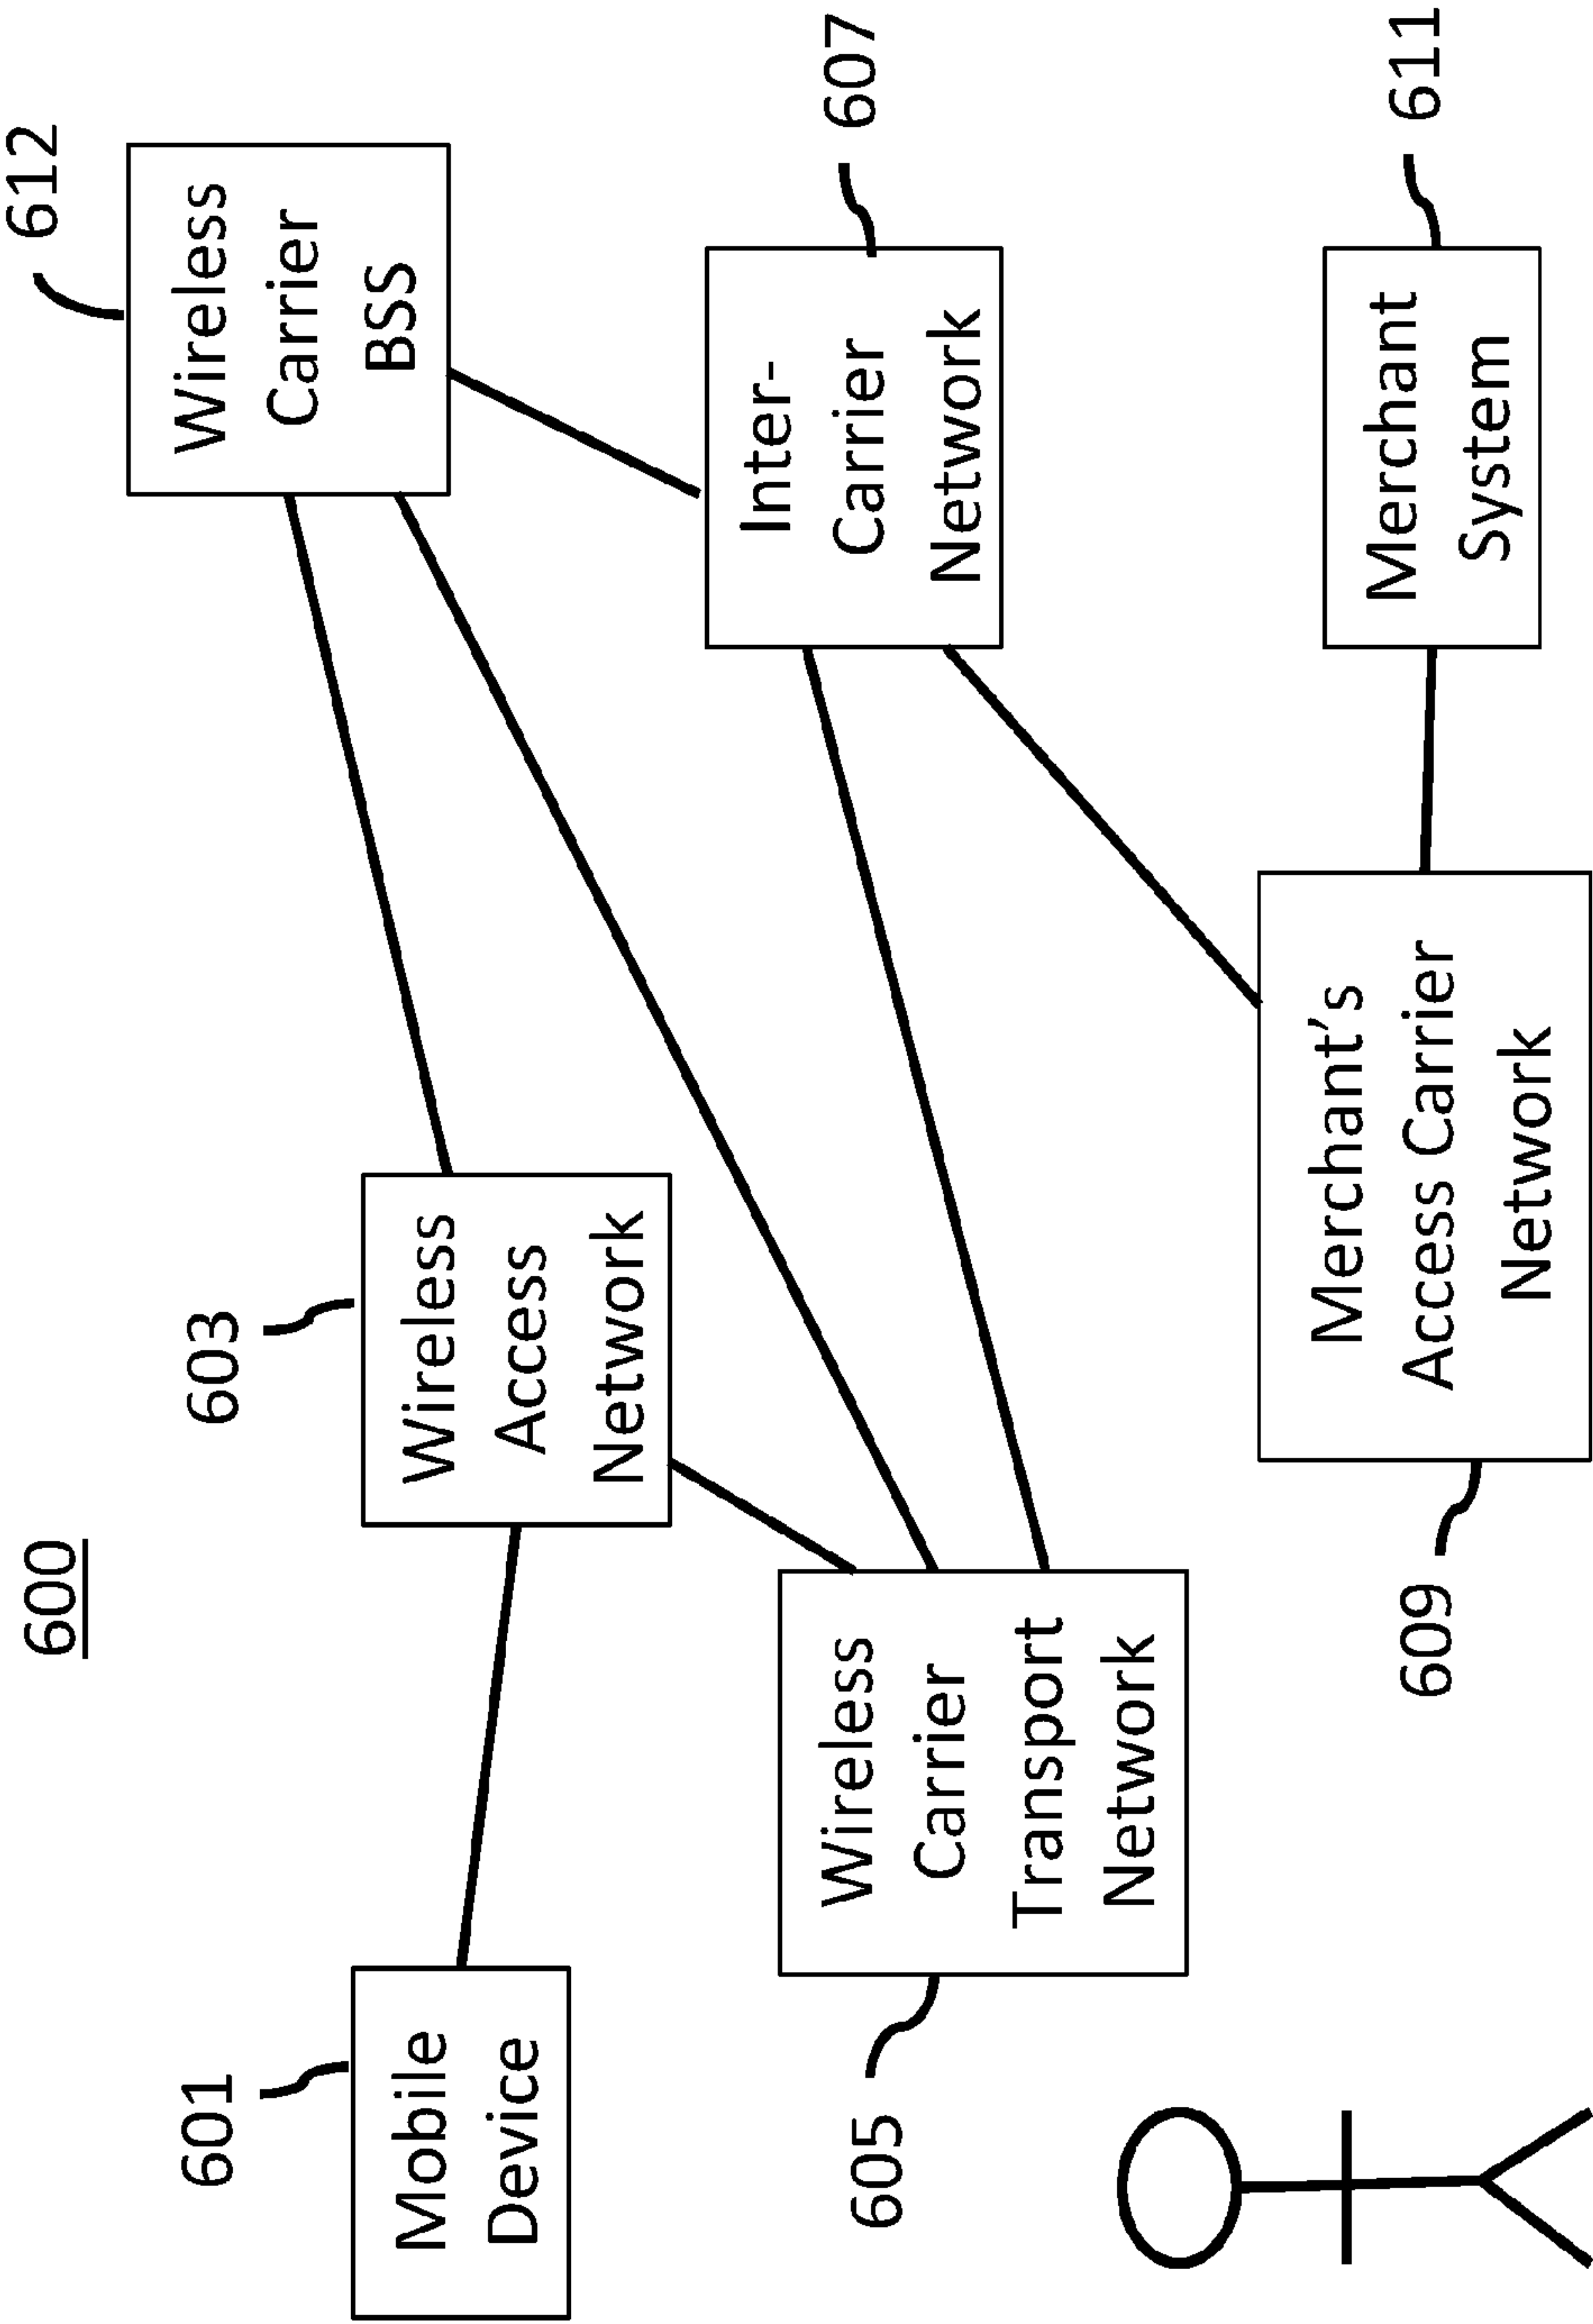 600
601
Mobile
Device
603
Wireless
Access
Network
612
Wireless
Carrier
BSS
605
Wireless
Carrier
Transport
Network
Inter-
Carrier
Network
607
609
Merchant's
Access Carrier
Network
Merchant
System
611